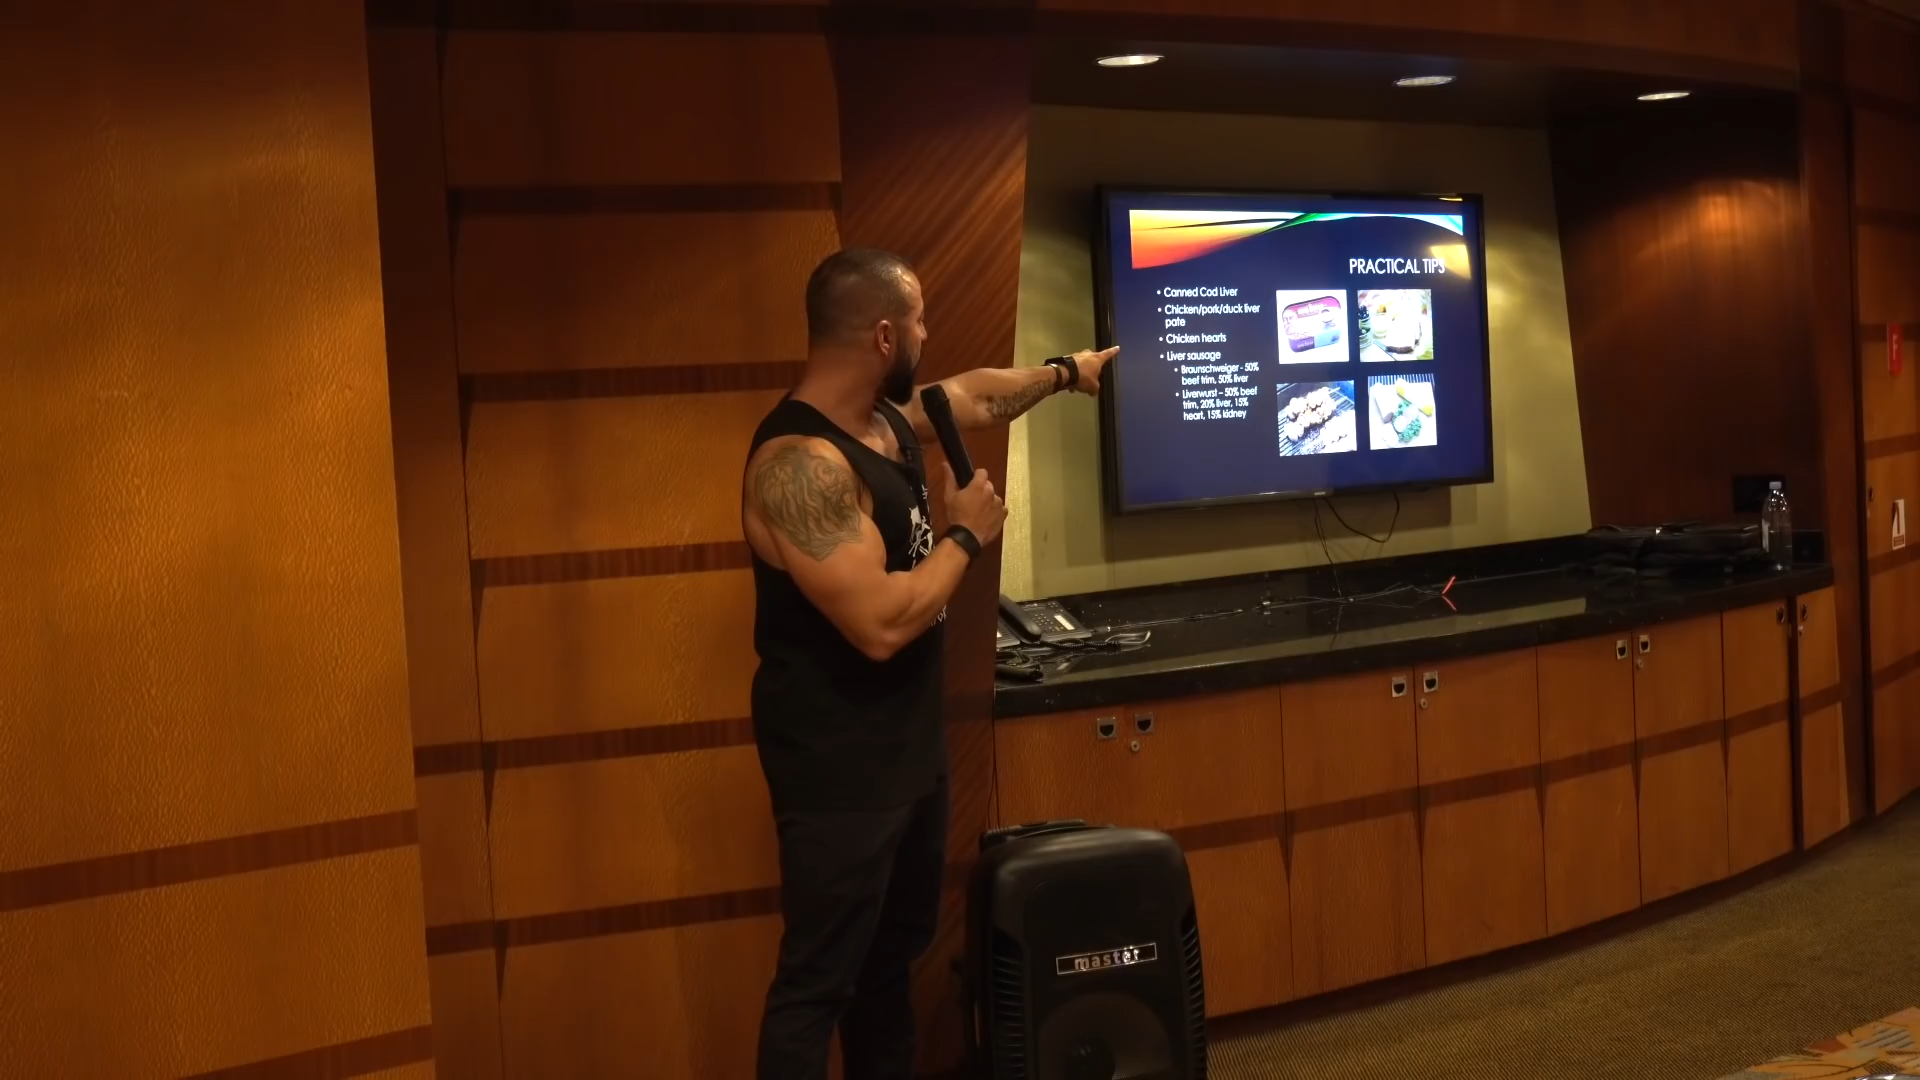 PRACTICAL TIPS
• Canned Cod Liver
• Chicken/pork/duck liver
pate
• Chicken hearts
• Liver sausage
• Braunschweiger - 50%
beef trim, 50% liver
• Liverwurst – 50% beef
trim, 20% liver, 15%
heart, 15% kidney
master